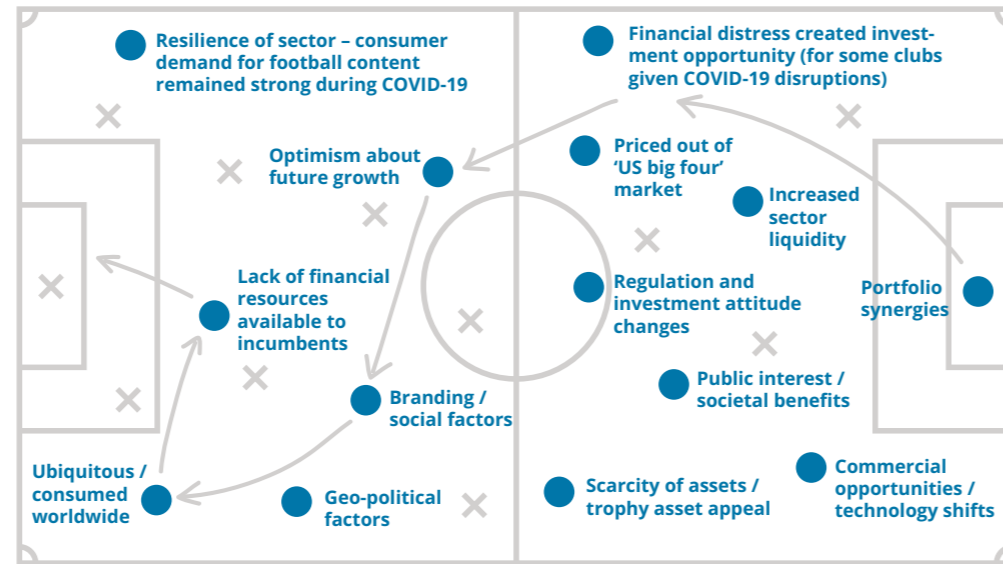 Resilience of sector – consumer
demand for football content
remained strong during COVID-19
Financial distress created invest-
ment opportunity (for some clubs
given COVID-19 disruptions)
Optimism about
future growth
Priced out of
‘US big four’
market
Increased
sector
liquidity
Lack of financial
resources
available to
incumbents
Regulation and
investment attitude
changes
Portfolio
synergies
Branding /
social factors
Public interest /
societal benefits
Ubiquitous /
consumed
worldwide
Geo-political
factors
Scarcity of assets /
trophy asset appeal
Commercial
opportunities /
technology shifts